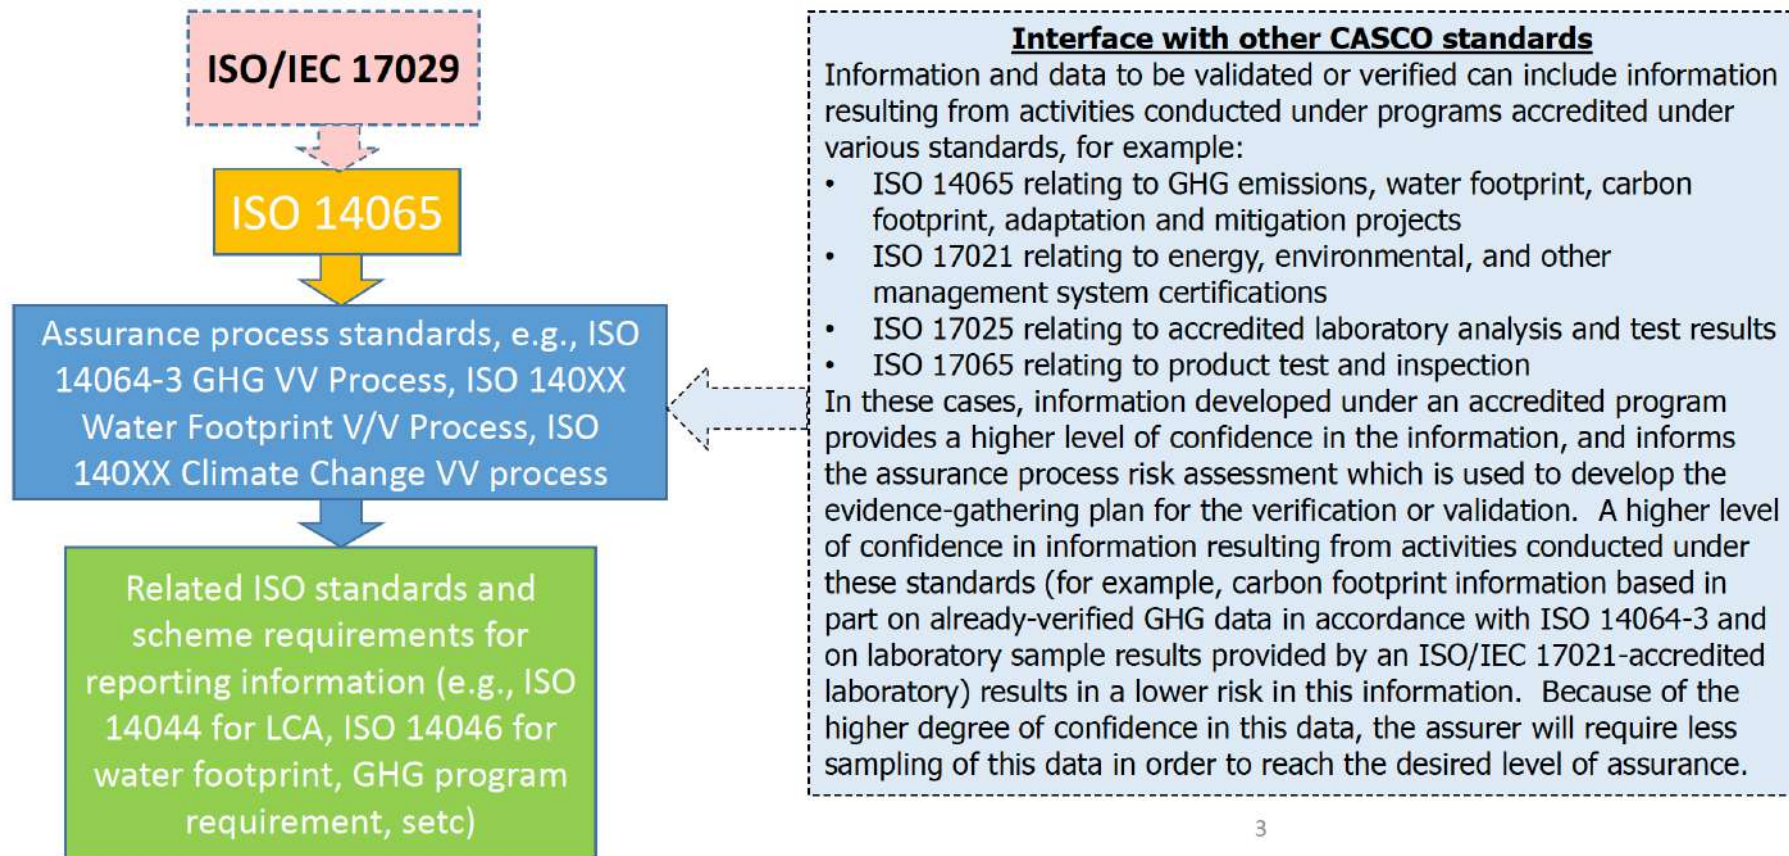 ISO/IEC 17029
ISO 14065
Assurance process standards, e.g., ISO
14064-3 GHG VV Process, ISO 140XX
Water Footprint V/V Process, ISO
140XX Climate Change VV process
Related ISO standards and
scheme requirements for
reporting information (e.g., ISO
14044 for LCA, ISO 14046 for
water footprint, GHG program
requirement, setc)
Interface with other CASCO standards
Information and data to be validated or verified can include information
resulting from activities conducted under programs accredited under
various standards, for example:
• ISO 14065 relating to GHG emissions, water footprint, carbon
footprint, adaptation and mitigation projects
• ISO 17021 relating to energy, environmental, and other
management system certifications
• ISO 17025 relating to accredited laboratory analysis and test results
• ISO 17065 relating to product test and inspection
In these cases, information developed under an accredited program
provides a higher level of confidence in the information, and informs
the assurance process risk assessment which is used to develop the
evidence-gathering plan for the verification or validation.  A higher level
of confidence in information resulting from activities conducted under
these standards (for example, carbon footprint information based in
part on already-verified GHG data in accordance with ISO 14064-3 and
on laboratory sample results provided by an ISO/IEC 17021-accredited
laboratory) results in a lower risk in this information.  Because of the
higher degree of confidence in this data, the assurer will require less
sampling of this data in order to reach the desired level of assurance.
3